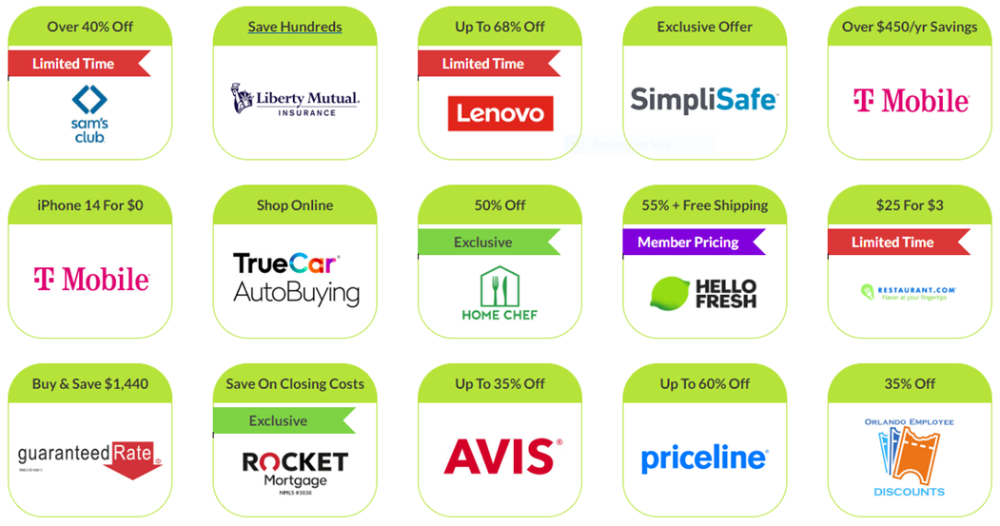 Over 40% Off
Limited Time
sam's
club
Save Hundreds
Liberty Mutual.
INSURANCE
Up To 68% Off
Limited Time
Lenovo
Exclusive Offer
SimpliSafe
Over $450/yr Savings
T Mobile
iPhone 14 For $0
T Mobile
Shop Online
TrueCar
AutoBuying
50% Off
Exclusive
HOME CHEF
55% + Free Shipping
Member Pricing
HELLO
FRESH
$25 For $3
Limited Time
RESTAURANT.COM
Flavor at your fingertips
Buy & Save $1,440
guaranteed Rate
Save On Closing Costs
Exclusive
ROCKET
Mortgage
NMLS #3030
Up To 35% Off
AVIS®
Up To 60% Off
priceline®
35% Off
ORLANDO EMPLOYEE
DISCOUNTS